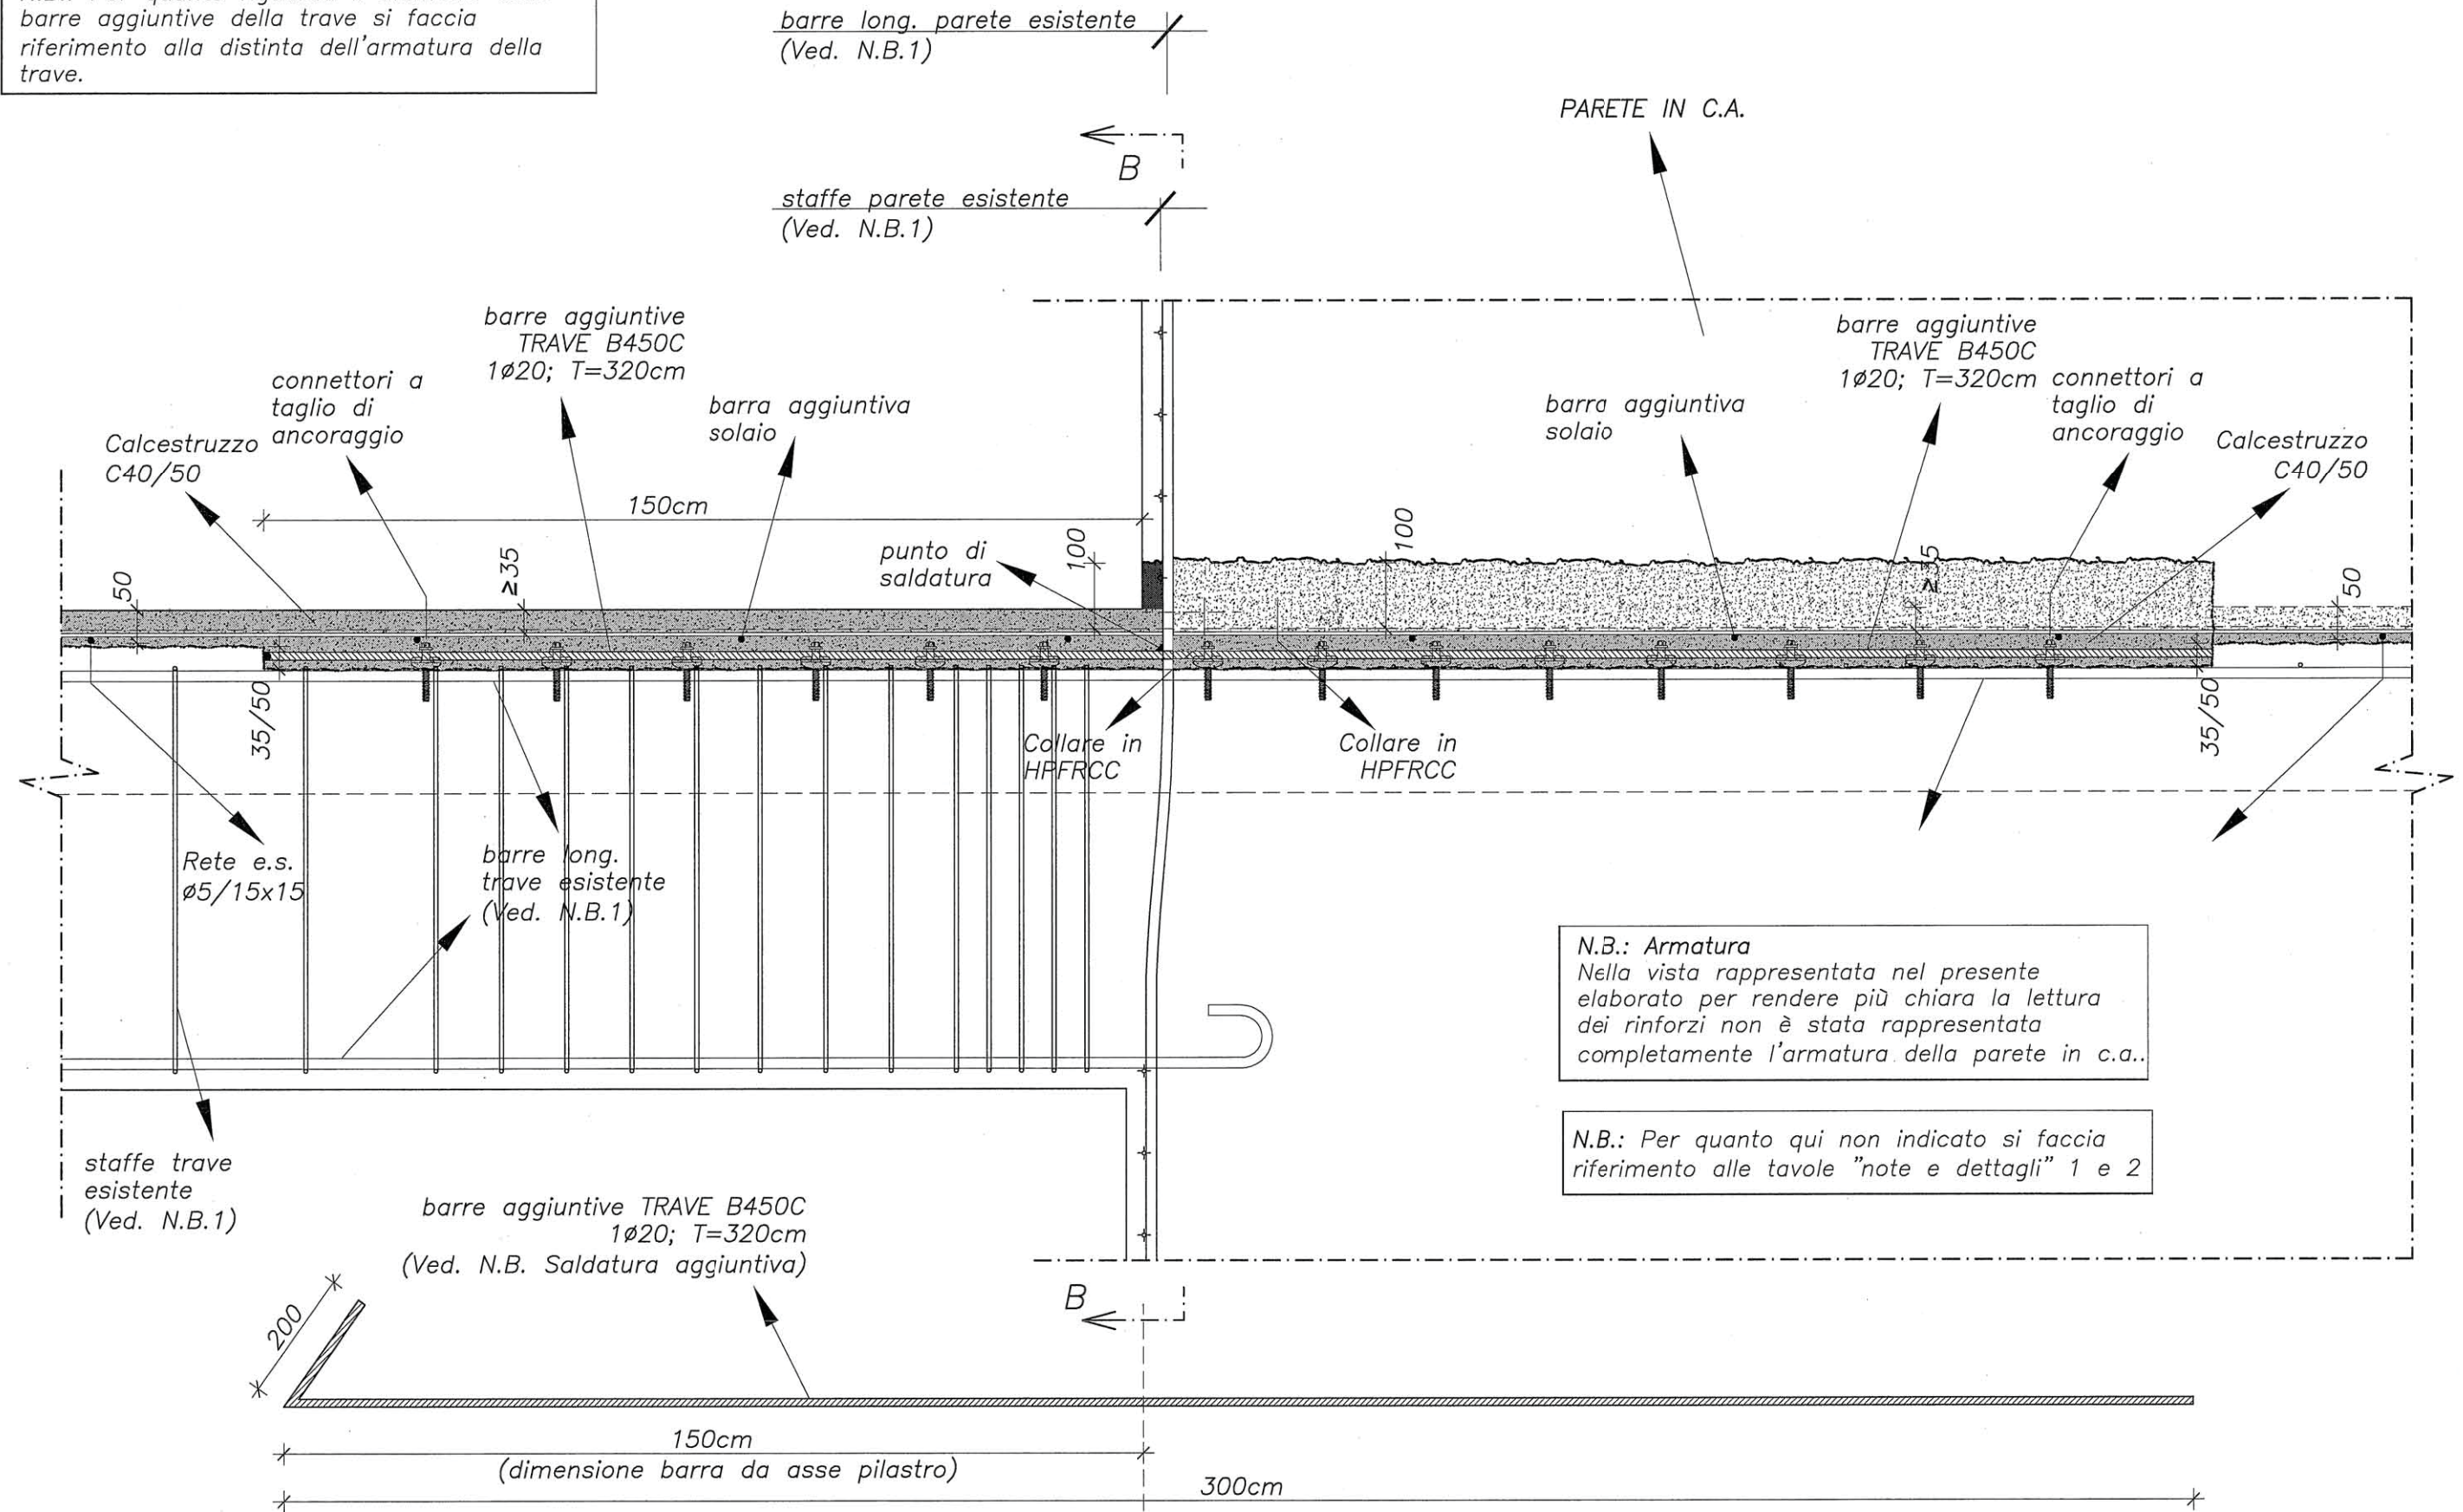 barre aggiuntive della trave si faccia
riferimento alla distinta dell'armatura della
trave.
barre long. parete esistente
(Ved. N.B.1)
PARETE IN C.A.
B
staffe parete esistente
(Ved. N.B.1)
barre aggiuntive
TRAVE B450C
1ø20; T=320cm
barre aggiuntive
TRAVE B450C
1ø20; T=320cm
connettori a
taglio di
ancoraggio
connettori a
taglio di
ancoraggio
barra aggiuntiva
solaio
barra aggiuntiva
solaio
Calcestruzzo
C40/50
Calcestruzzo
C40/50
150cm
punto di
saldatura
50
≥35
100
100
≥35
50
35/50
35/50
Collare in
HPFRCC
Collare in
HPFRCC
Rete e.s.
ø5/15x15
barre long.
trave esistente
(Ved. N.B.1)
N.B.: Armatura
Nella vista rappresentata nel presente
elaborato per rendere più chiara la lettura
dei rinforzi non è stata rappresentata
completamente l'armatura della parete in c.a..
N.B.: Per quanto qui non indicato si faccia
riferimento alle tavole "note e dettagli" 1 e 2
staffe trave
esistente
(Ved. N.B.1)
barre aggiuntive TRAVE B450C
1ø20; T=320cm
(Ved. N.B. Saldatura aggiuntiva)
B
200
150cm
(dimensione barra da asse pilastro)
300cm